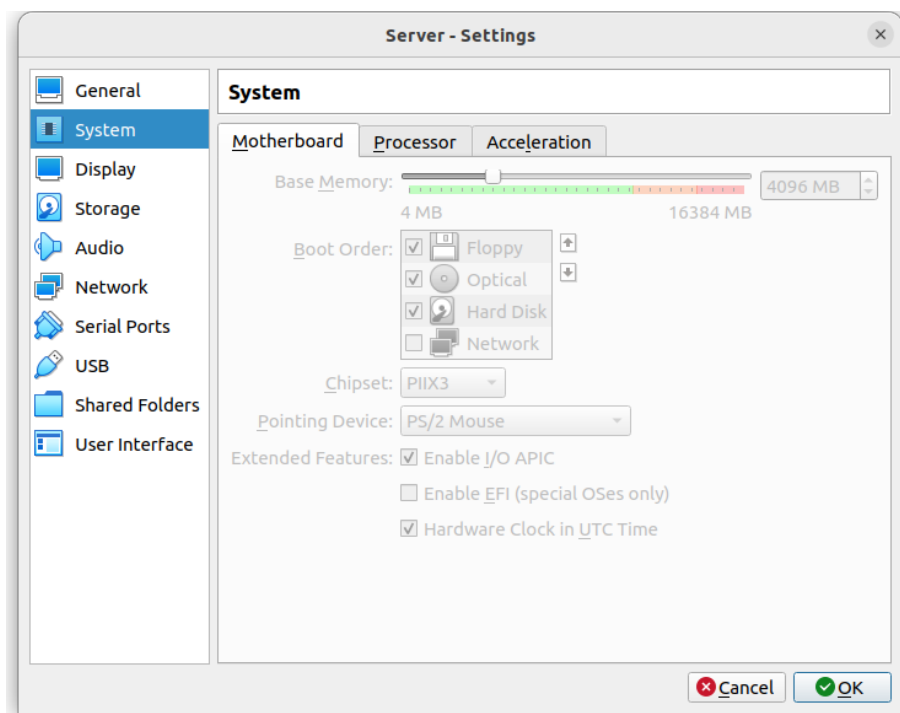 Server - Settings
General
System
Display
Storage
Audio
Network
Serial Ports
USB
Shared Folders
User Interface
System
Motherboard Processor Acceleration
Base Memory: 4096 MB
4 MB 16384 MB
Boot Order: Floppy
Optical
Hard Disk
Network
Chipset: PIIX3
Pointing Device: PS/2 Mouse
Extended Features: Enable I/O APIC
Enable EFI (special OSes only)
Hardware Clock in UTC Time
Cancel OK